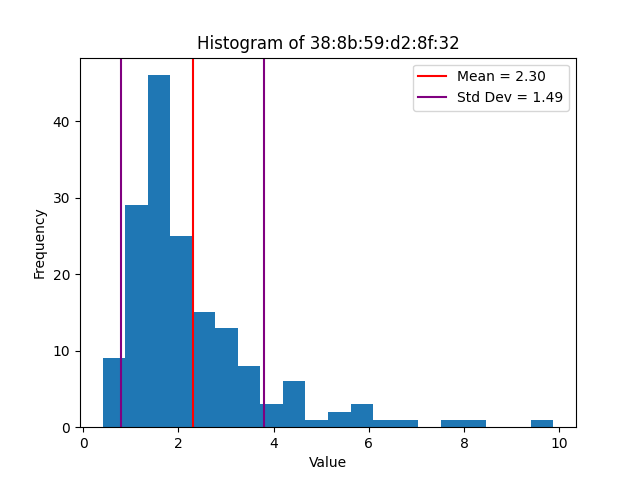 Histogram of 38:8b:59:d2:8f:32
Mean = 2.30
Std Dev = 1.49
Frequency
40
30
20
10
0
0 2 4 6 8 10
Value